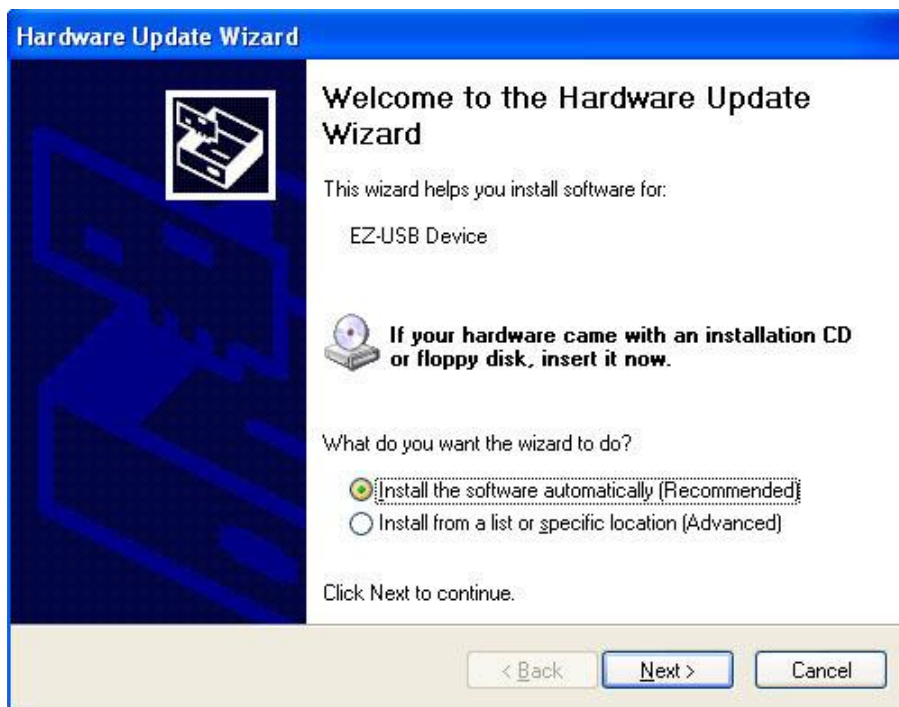 Hardware Update Wizard
Welcome to the Hardware Update
Wizard
This wizard helps you install software for:
EZ-USB Device
If your hardware came with an installation CD
or floppy disk, insert it now.
What do you want the wizard to do?
Install the software automatically (Recommended)
Install from a list or specific location (Advanced)
Click Next to continue.
< Back
Next >
Cancel